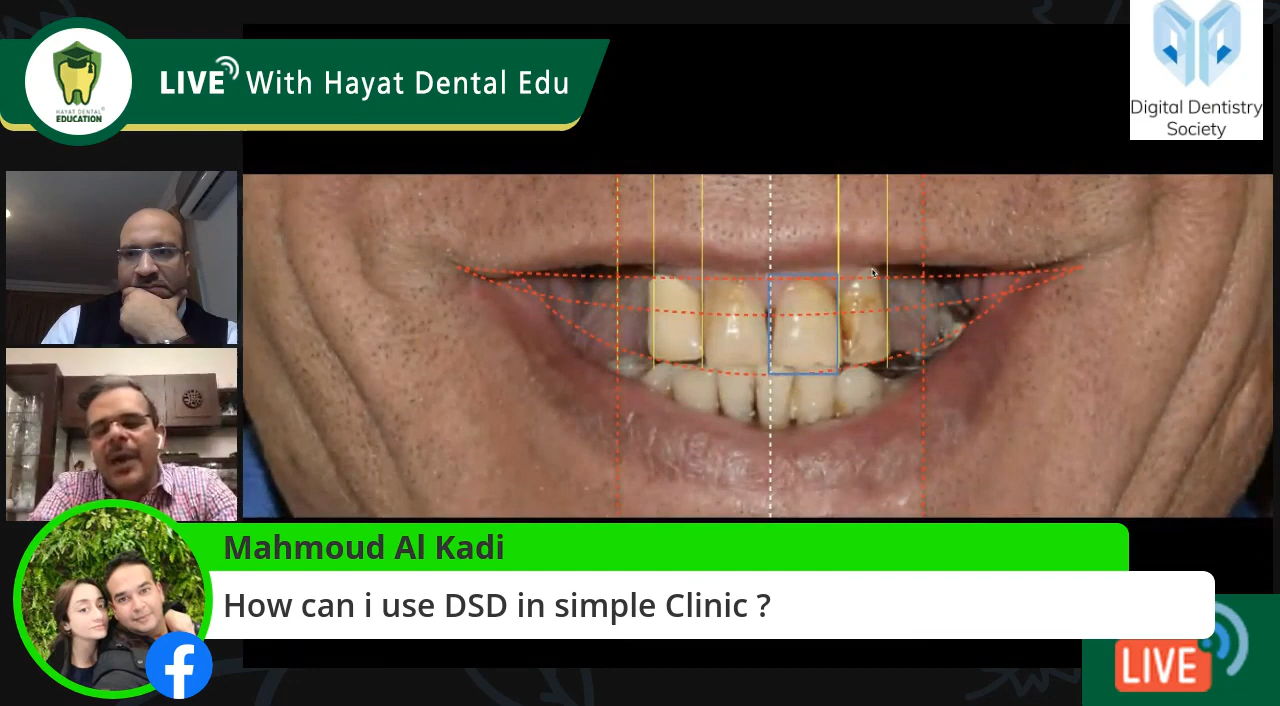 LIVE With Hayat Dental Edu
HAYAT DENTAL
EDUCATION
Digital Dentistry
Society
Mahmoud Al Kadi
How can i use DSD in simple Clinic ?
LIVE